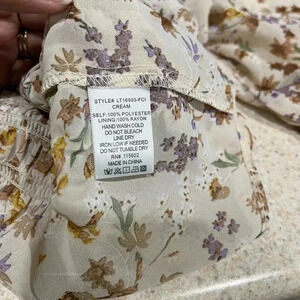 STYLE# LT16993-FCI
CREAM
SELF:100% POLYESTER
LINING:100% RAYON
HAND WASH COLD
DO NOT BLEACH
LINE DRY
IRON LOW IF NEEDED
DO NOT TUMBLE DRY
RN#. 115602
MADE IN CHINA